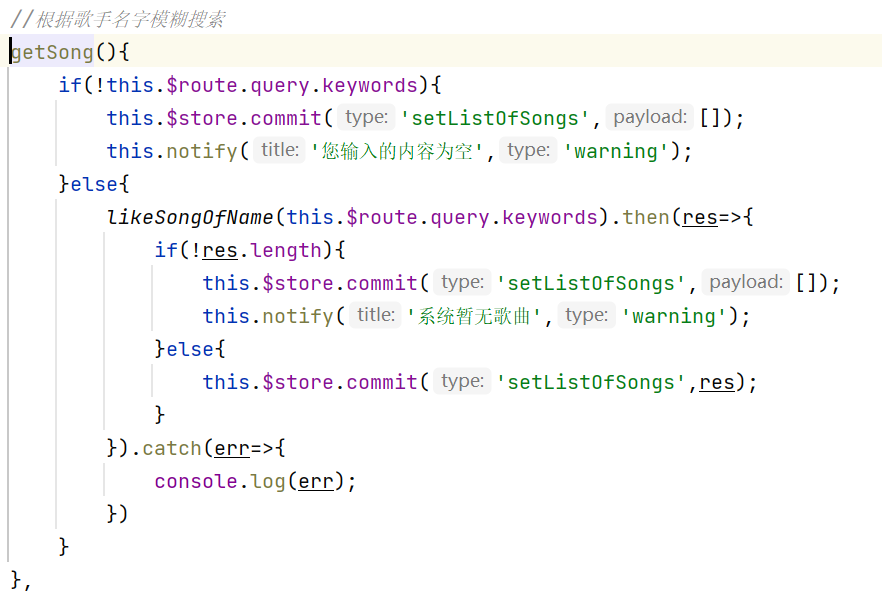 //根据歌手名字模糊搜索
getSong(){
    if(!this.$route.query.keywords){
        this.$store.commit( type: 'setListOfSongs', payload: []);
        this.notify( title: '您输入的内容为空', type: 'warning');
    }else{
        likeSongOfName(this.$route.query.keywords).then(res=>{
            if(!res.length){
                this.$store.commit( type: 'setListOfSongs', payload: []);
                this.notify( title: '系统暂无歌曲', type: 'warning');
            }else{
                this.$store.commit( type: 'setListOfSongs',res);
            }
        }).catch(err=>{
            console.log(err);
        })
    }
},